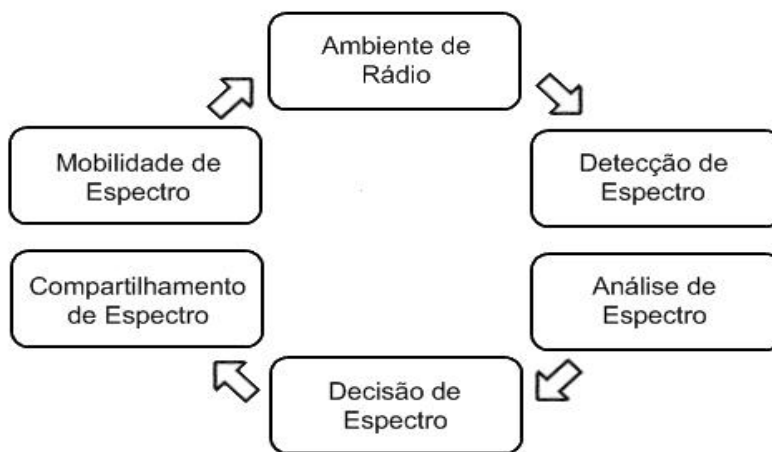 Ambiente de
Rádio
Detecção de
Espectro
Análise de
Espectro
Decisão de
Espectro
Compartilhamento
de Espectro
Mobilidade de
Espectro